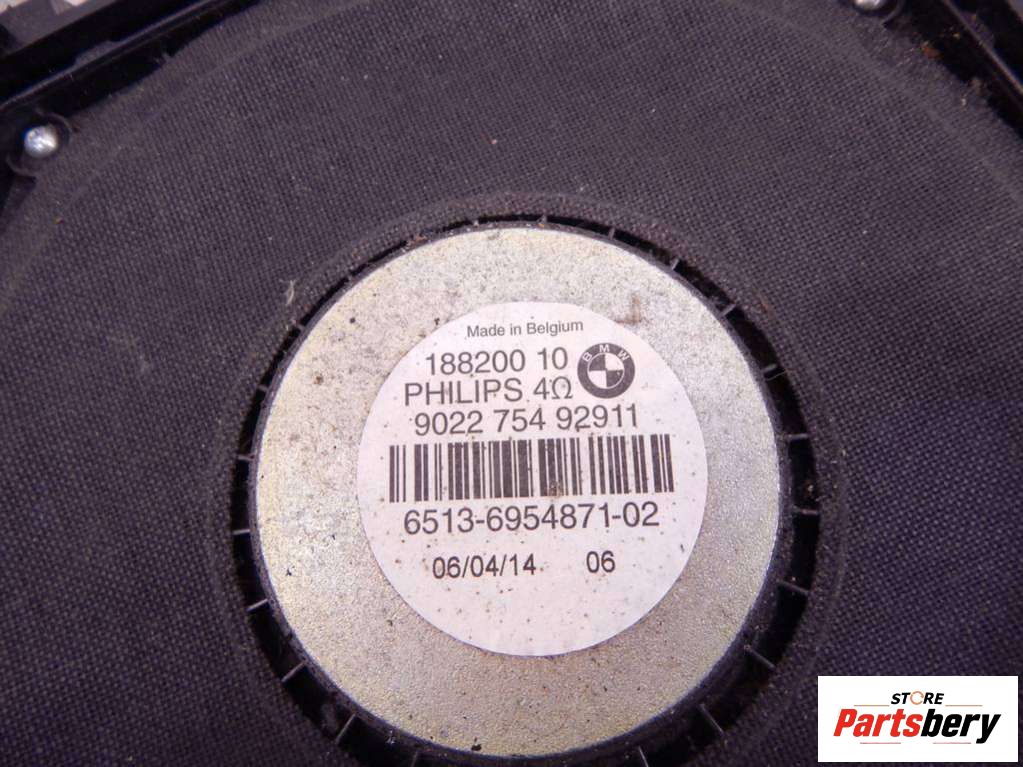 Made in Belgium
188200 10
BMW
PHILIPS 4Ω
9022 754 92911
6513-6954871-02
06/04/14 06
STORE
Partsbery